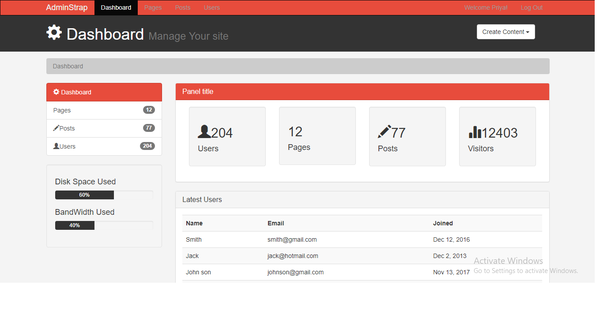 AdminStrap Dashboard Pages Posts Users Welcome Payal Log Out
Dashboard Manage Your site
Create Content
Dashboard
Dashboard
Pages 12
Posts 77
Users 204
Disk Space Used
60%
BandWidth Used
40%
Panel title
204 12 77 12403
Users Pages Posts Visitors
Latest Users
Name Email Joined
Smith smith@gmail.com Dec 12, 2016
Jack jack@hotmail.com Dec 2, 2013
John son johnson@gmail.com Nov 13, 2017
Activate Windows
Go to Settings to activate Windows.